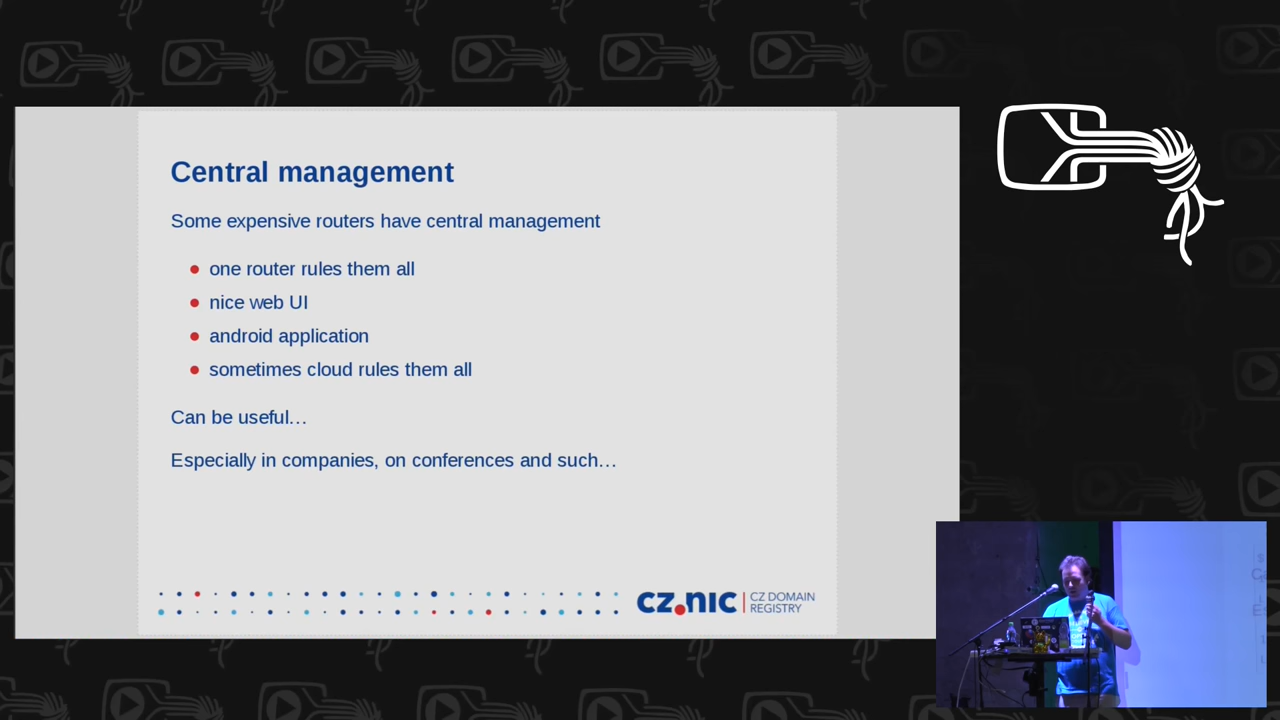 Central management
Some expensive routers have central management
one router rules them all
nice web UI
android application
sometimes cloud rules them all
Can be useful…
Especially in companies, on conferences and such…
cz.nic
CZ DOMAIN
REGISTRY